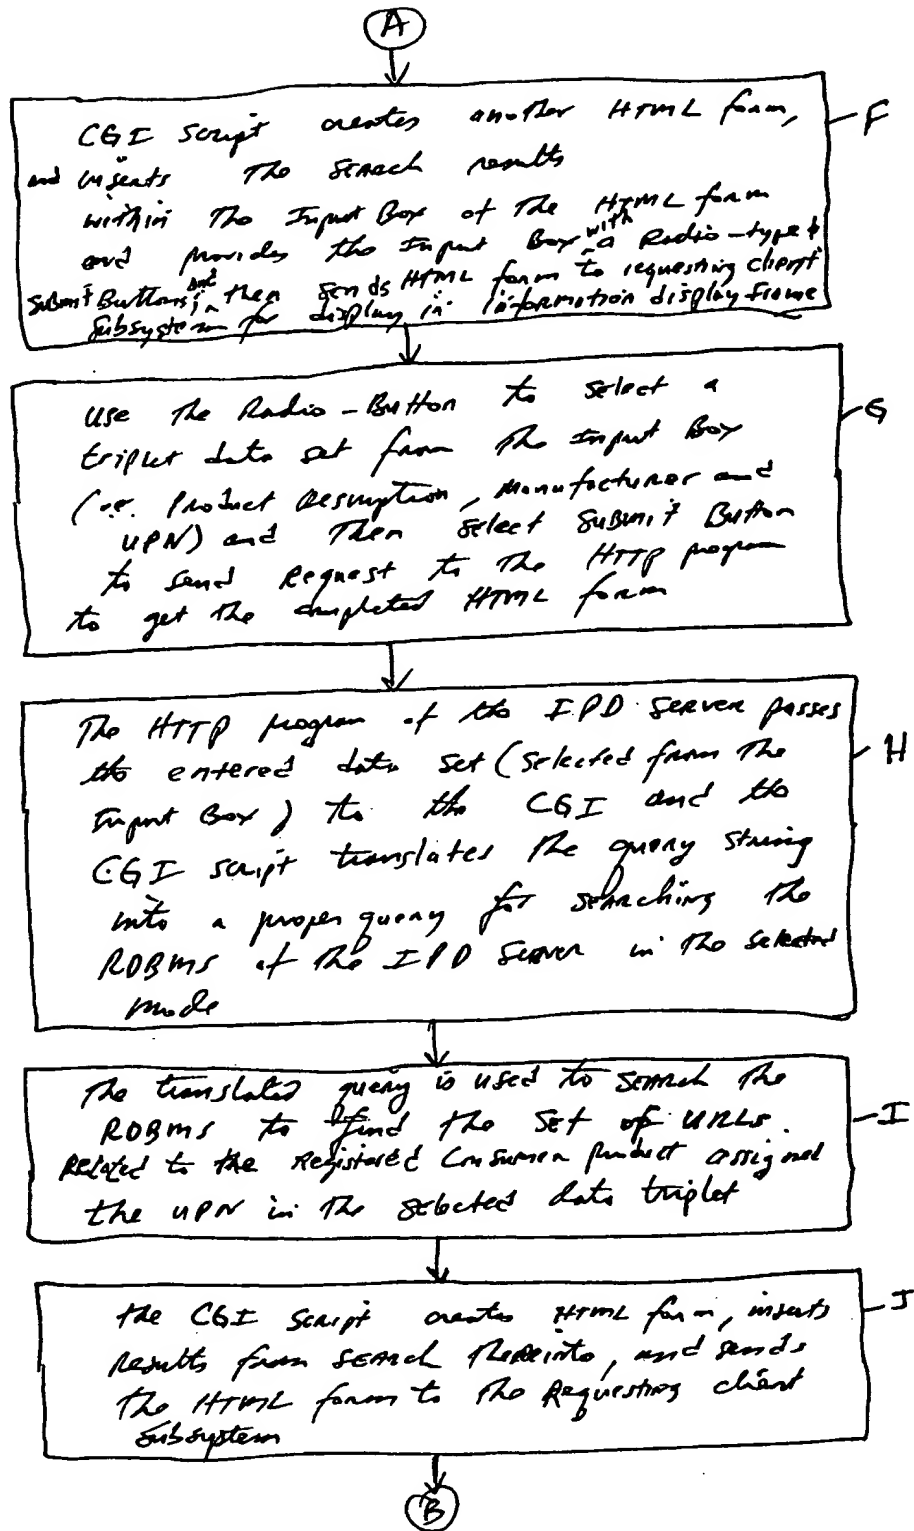 A
CGI Script creates another HTML form, F
and inserts the search results
within the Input Box of the HTML form
and provides the Input Box with a Radio-type &
Submit Buttons; and then sends HTML form to requesting client
Subsystem for display in information display frame
Use the Radio-Button to select a G
triplet data set from the Input Box
(i.e. Product Description, Manufacturer and
UPN) and then select Submit Button
to send Request to the HTTP program
to get the completed HTML form
The HTTP program of the IPD Server passes
the entered data set (selected from the H
Input Box) to the CGI and the
CGI script translates the query string
into a proper query for searching the
RDBMS of the IPD Server in the selected
mode
The translated query is used to search the
RDBMS to find the set of URLs. I
Related to the registered Consumer product assigned
the UPN in the selected data triplet
the CGI Script creates HTML form, inserts J
Results from search thereinto, and sends
the HTML form to the Requesting client
Subsystem
B